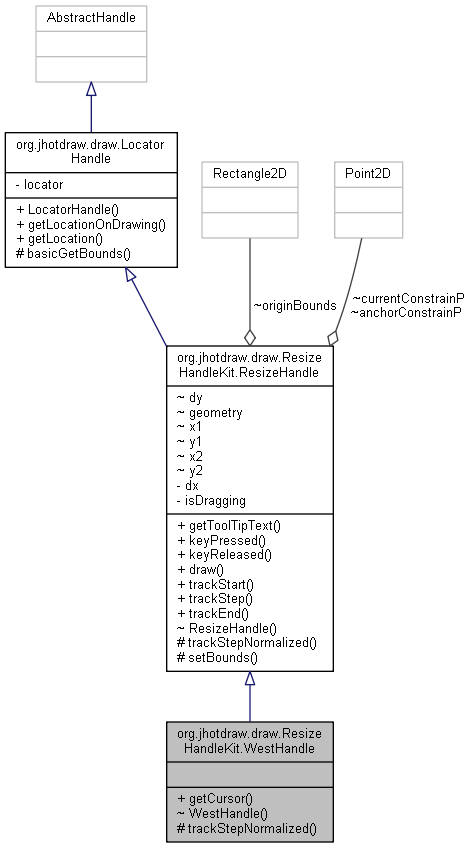 AbstractHandle
org.jhotdraw.draw.Locator
Handle
- locator
+ LocatorHandle()
+ getLocationOnDrawing()
+ getLocation()
# basicGetBounds()
Rectangle2D
Point2D
~originBounds
~currentConstrainP
~anchorConstrainP
org.jhotdraw.draw.Resize
HandleKit.ResizeHandle
~ dy
~ geometry
~ x1
~ y1
~ x2
~ y2
- dx
- isDragging
+ getToolTipText()
+ keyPressed()
+ keyReleased()
+ draw()
+ trackStart()
+ trackStep()
+ trackEnd()
~ ResizeHandle()
# trackStepNormalized()
# setBounds()
org.jhotdraw.draw.Resize
HandleKit.WestHandle
+ getCursor()
~ WestHandle()
# trackStepNormalized()